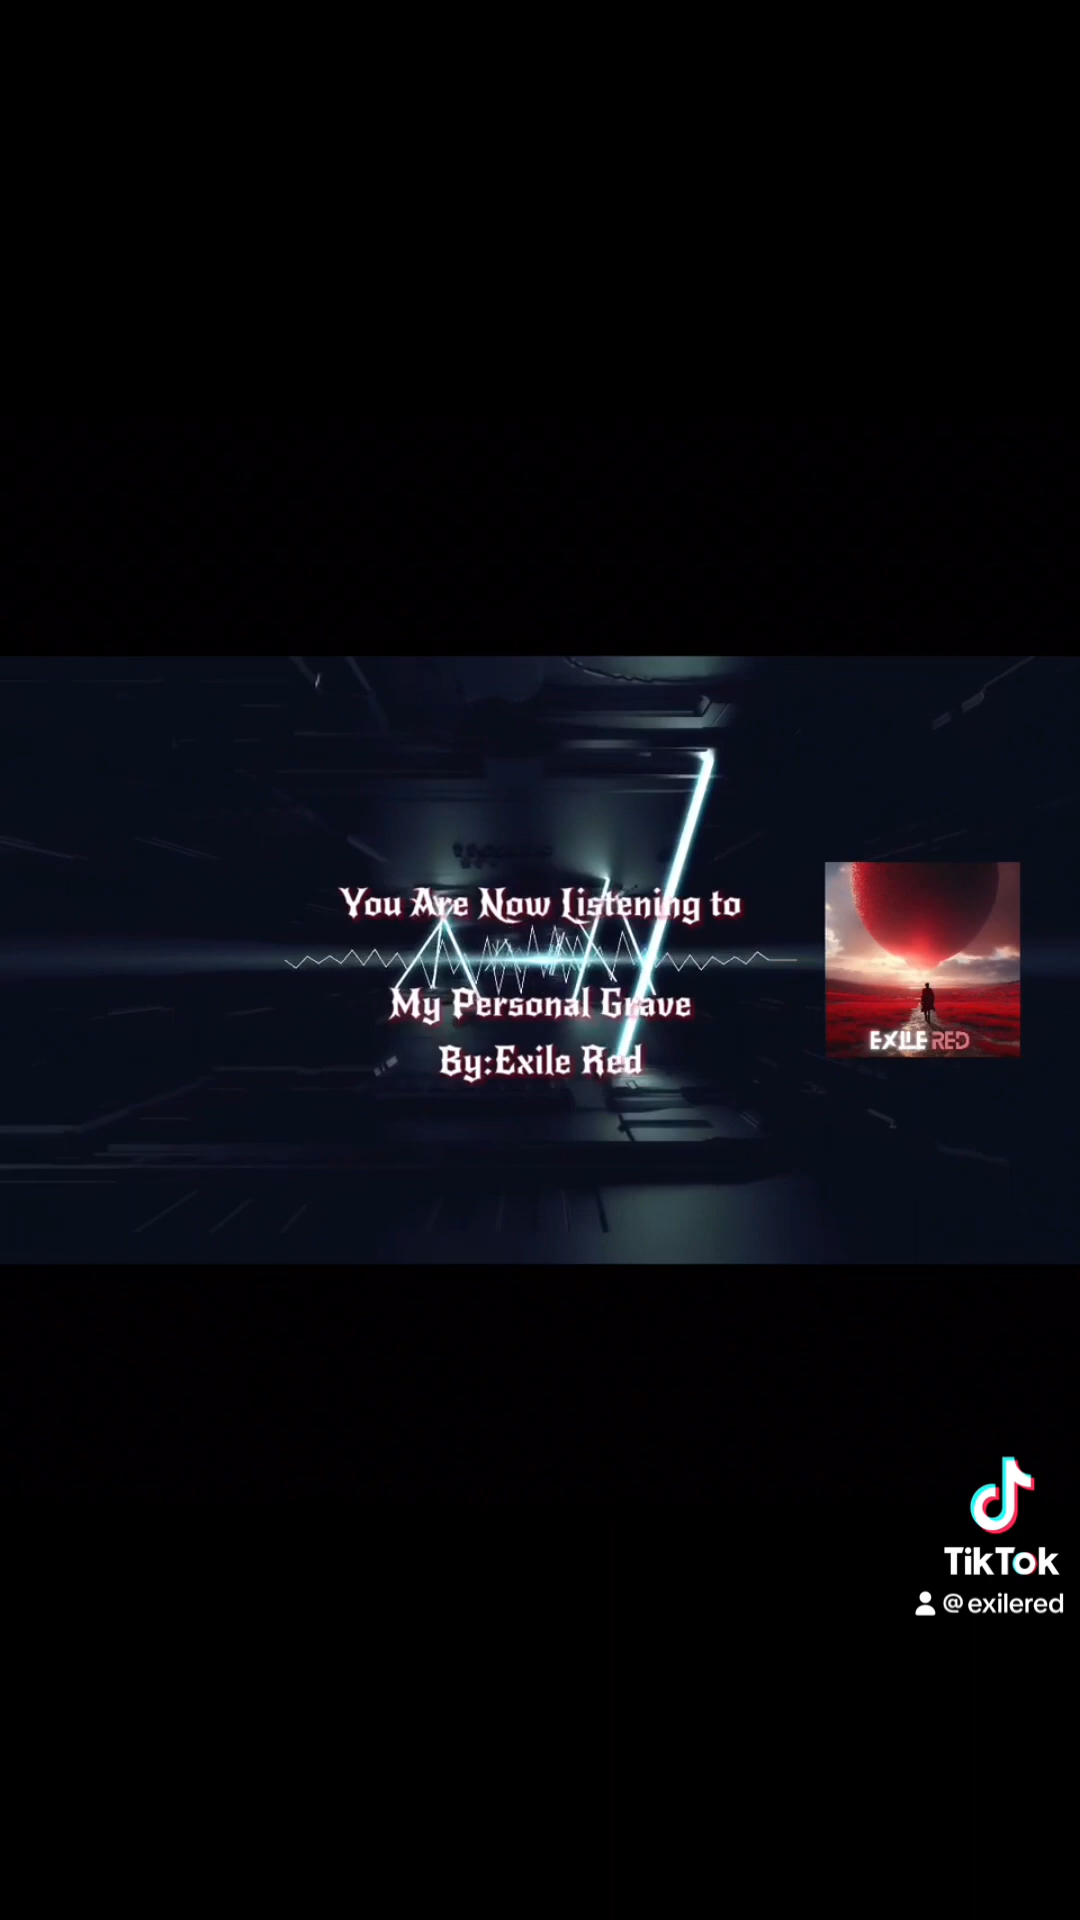 You Are Now Listening to
My Personal Grave
By:Exile Red
EXILE RED
TikTok
@exilered